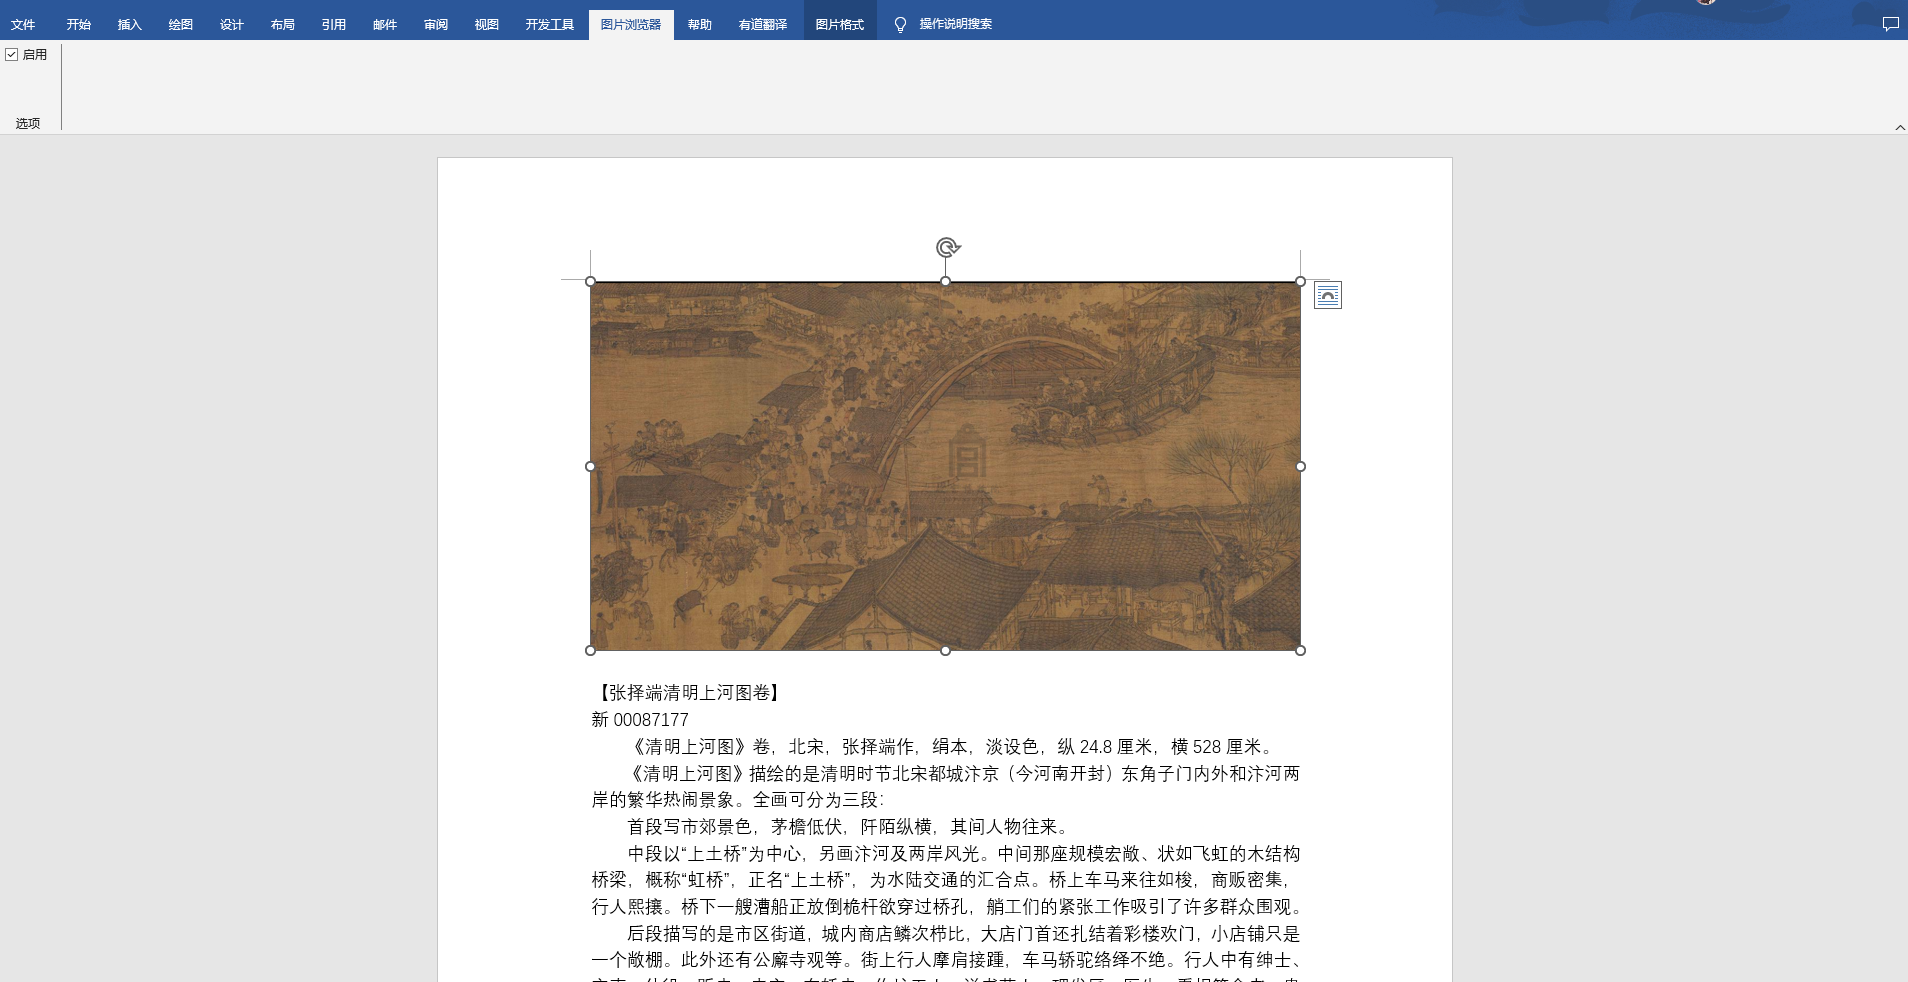 文件 开始 插入 绘图 设计 布局 引用 邮件 审阅 视图 开发工具 图片浏览器 帮助 有道翻译 图片格式 操作说明搜索
启用
选项
【张择端清明上河图卷】
新 00087177
《清明上河图》卷，北宋，张择端作，绢本，淡设色，纵 24.8 厘米，横 528 厘米。
《清明上河图》描绘的是清明时节北宋都城汴京（今河南开封）东角子门内外和汴河两
岸的繁华热闹景象。全画可分为三段：
首段写市郊景色，茅檐低伏，阡陌纵横，其间人物往来。
中段以“上土桥”为中心，另画汴河及两岸风光。中间那座规模宏敞、状如飞虹的木结构
桥梁，概称“虹桥”，正名“上土桥”，为水陆交通的汇合点。桥上车马来往如梭，商贩密集，
行人熙攘。桥下一艘漕船正放倒桅杆欲穿过桥孔，艄工们的紧张工作吸引了许多群众围观。
后段描写的是市区街道，城内商店鳞次栉比，大店门首还扎结着彩楼欢门，小店铺只是
一个敞棚。此外还有公廨寺观等。街上行人摩肩接踵，车马轿驼络绎不绝。行人中有绅士、